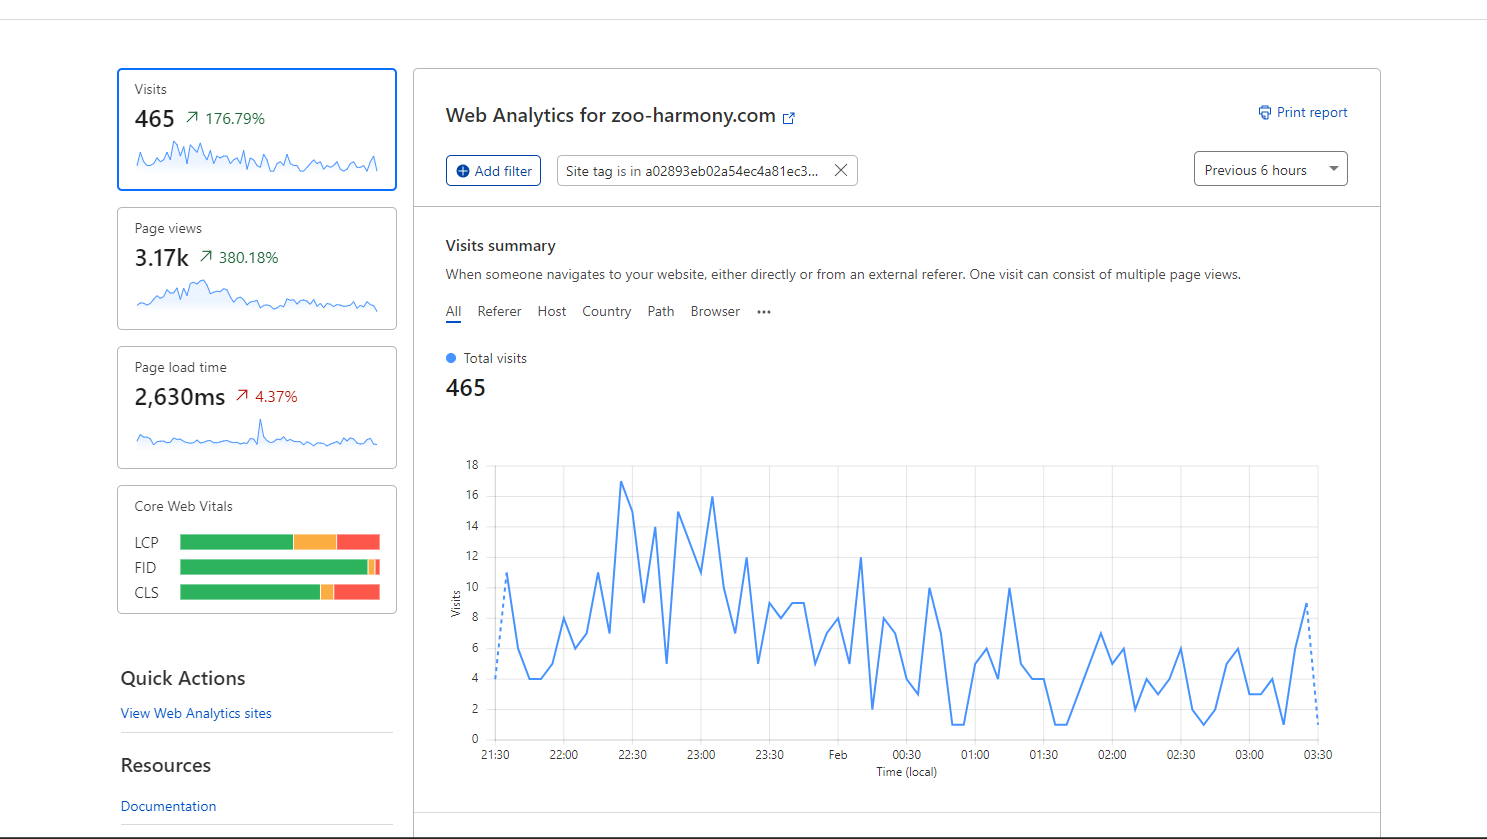 Visits
465 176.79%
Page views
3.17k 380.18%
Page load time
2,630ms 4.37%
Core Web Vitals
LCP
FID
CLS
Quick Actions
View Web Analytics sites
Resources
Documentation
Web Analytics for zoo-harmony.com
Print report
Add filter
Site tag is in a02893eb02a54ec4a81ec3...
Previous 6 hours
Visits summary
When someone navigates to your website, either directly or from an external referer. One visit can consist of multiple page views.
All Referer Host Country Path Browser ...
Total visits
465
18
16
14
12
10
8
6
4
2
0
Visits
21:30 22:00 22:30 23:00 23:30 Feb 00:30 01:00 01:30 02:00 02:30 03:00 03:30
Time (local)